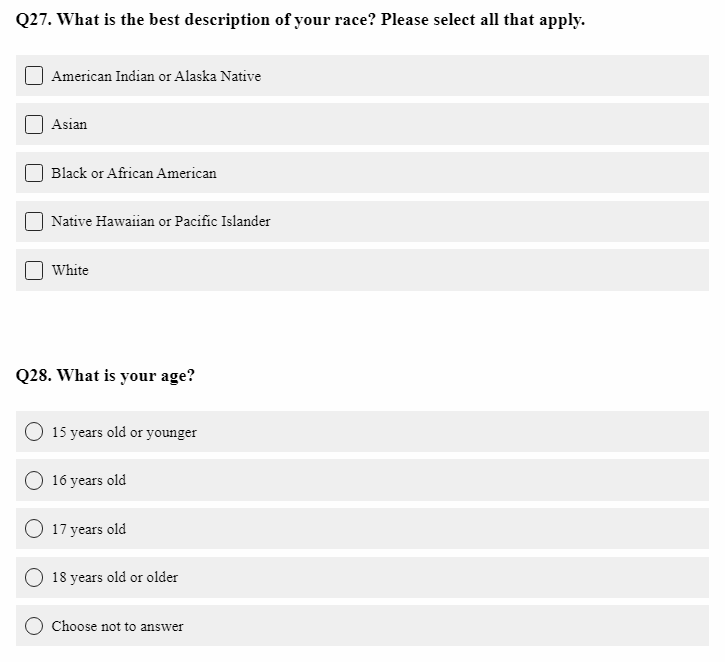 Q27. What is the best description of your race? Please select all that apply.
American Indian or Alaska Native
Asian
Black or African American
Native Hawaiian or Pacific Islander
White
Q28. What is your age?
15 years old or younger
16 years old
17 years old
18 years old or older
Choose not to answer